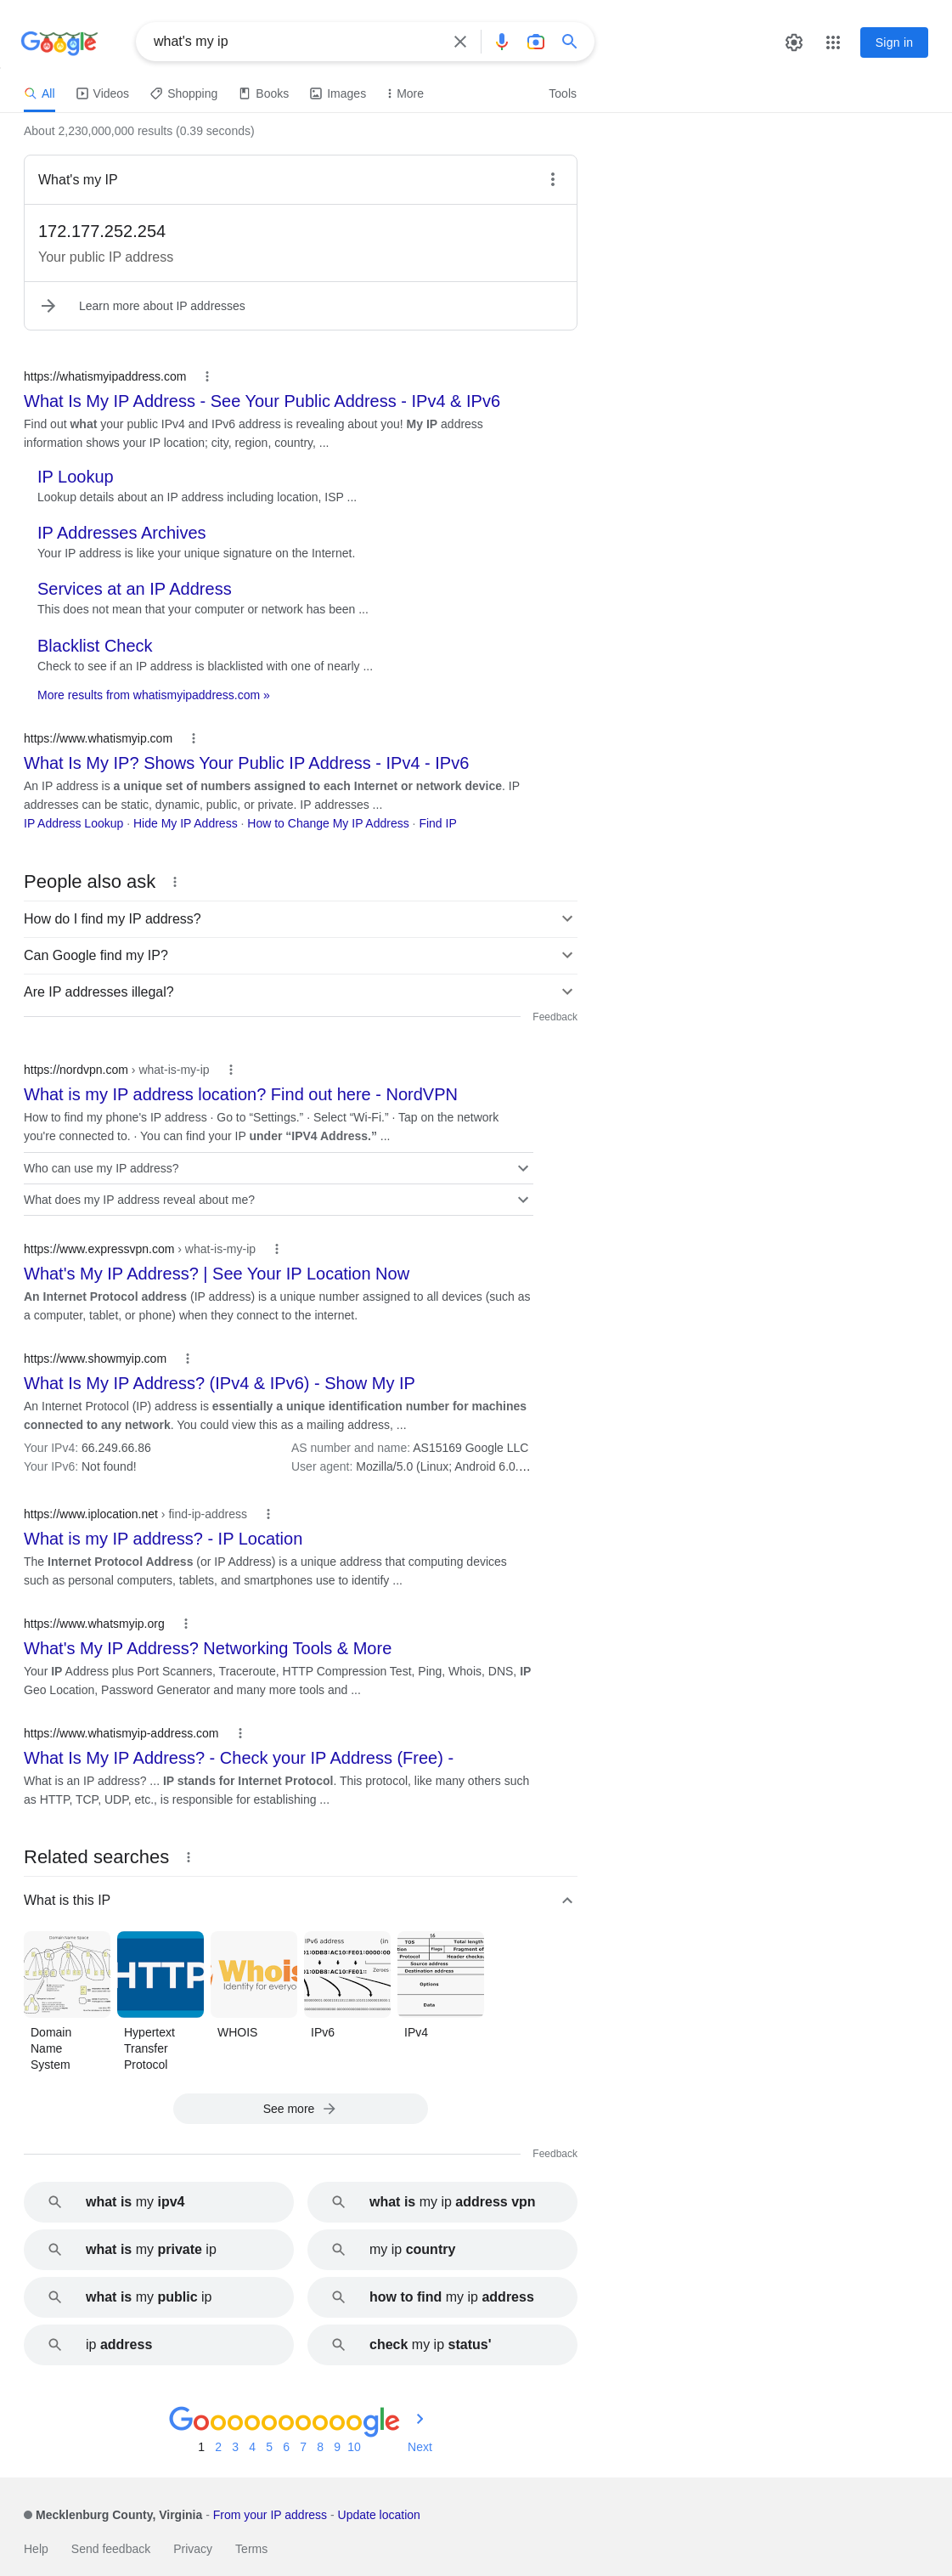 Google
what's my ip
Sign in
All Videos Shopping Books Images More Tools
About 2,230,000,000 results (0.39 seconds)
What's my IP
172.177.252.254
Your public IP address
Learn more about IP addresses
https://whatismyipaddress.com
What Is My IP Address - See Your Public Address - IPv4 & IPv6
Find out what your public IPv4 and IPv6 address is revealing about you! My IP address
information shows your IP location; city, region, country, ...
IP Lookup
Lookup details about an IP address including location, ISP ...
IP Addresses Archives
Your IP address is like your unique signature on the Internet.
Services at an IP Address
This does not mean that your computer or network has been ...
Blacklist Check
Check to see if an IP address is blacklisted with one of nearly ...
More results from whatismyipaddress.com »
https://www.whatismyip.com
What Is My IP? Shows Your Public IP Address - IPv4 - IPv6
An IP address is a unique set of numbers assigned to each Internet or network device. IP
addresses can be static, dynamic, public, or private. IP addresses ...
IP Address Lookup · Hide My IP Address · How to Change My IP Address · Find IP
People also ask
How do I find my IP address?
Can Google find my IP?
Are IP addresses illegal?
Feedback
https://nordvpn.com › what-is-my-ip
What is my IP address location? Find out here - NordVPN
How to find my phone's IP address · Go to “Settings.” · Select “Wi-Fi.” · Tap on the network
you're connected to. · You can find your IP under “IPV4 Address.” ...
Who can use my IP address?
What does my IP address reveal about me?
https://www.expressvpn.com › what-is-my-ip
What's My IP Address? | See Your IP Location Now
An Internet Protocol address (IP address) is a unique number assigned to all devices (such as
a computer, tablet, or phone) when they connect to the internet.
https://www.showmyip.com
What Is My IP Address? (IPv4 & IPv6) - Show My IP
An Internet Protocol (IP) address is essentially a unique identification number for machines
connected to any network. You could view this as a mailing address, ...
Your IPv4: 66.249.66.86 AS number and name: AS15169 Google LLC
Your IPv6: Not found! User agent: Mozilla/5.0 (Linux; Android 6.0....
https://www.iplocation.net › find-ip-address
What is my IP address? - IP Location
The Internet Protocol Address (or IP Address) is a unique address that computing devices
such as personal computers, tablets, and smartphones use to identify ...
https://www.whatsmyip.org
What's My IP Address? Networking Tools & More
Your IP Address plus Port Scanners, Traceroute, HTTP Compression Test, Ping, Whois, DNS, IP
Geo Location, Password Generator and many more tools and ...
https://www.whatismyip-address.com
What Is My IP Address? - Check your IP Address (Free) -
What is an IP address? ... IP stands for Internet Protocol. This protocol, like many others such
as HTTP, TCP, UDP, etc., is responsible for establishing ...
Related searches
What is this IP
Domain Name Space
HTTP
Whois
Identity for everyo
IPv6 address (in
Zeroes
16
TOS Total length
Flags Fragment of
Protocol Header checksu
Source address
Destination address
Options
Data
Domain
Name
System
Hypertext
Transfer
Protocol
WHOIS
IPv6
IPv4
See more
Feedback
what is my ipv4
what is my ip address vpn
what is my private ip
my ip country
what is my public ip
how to find my ip address
ip address
check my ip status'
Goooooooooogle
1 2 3 4 5 6 7 8 9 10 Next
Mecklenburg County, Virginia - From your IP address - Update location
Help Send feedback Privacy Terms